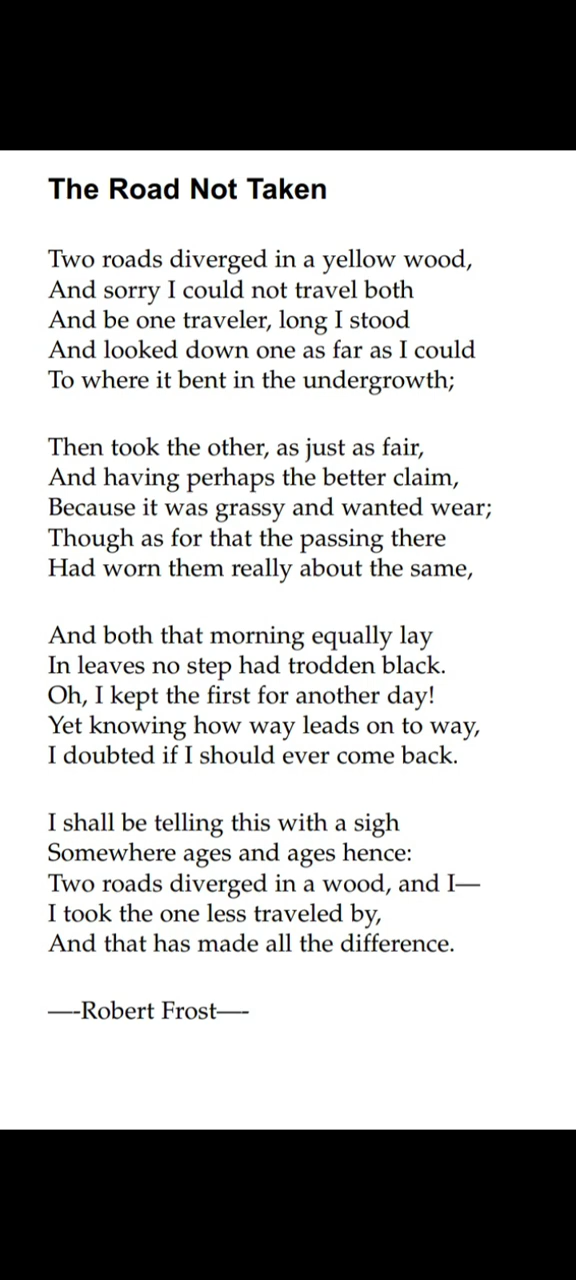 The Road Not Taken
Two roads diverged in a yellow wood,
And sorry I could not travel both
And be one traveler, long I stood
And looked down one as far as I could
To where it bent in the undergrowth;
Then took the other, as just as fair,
And having perhaps the better claim,
Because it was grassy and wanted wear;
Though as for that the passing there
Had worn them really about the same,
And both that morning equally lay
In leaves no step had trodden black.
Oh, I kept the first for another day!
Yet knowing how way leads on to way,
I doubted if I should ever come back.
I shall be telling this with a sigh
Somewhere ages and ages hence:
Two roads diverged in a wood, and I—
I took the one less traveled by,
And that has made all the difference.
—-Robert Frost—-